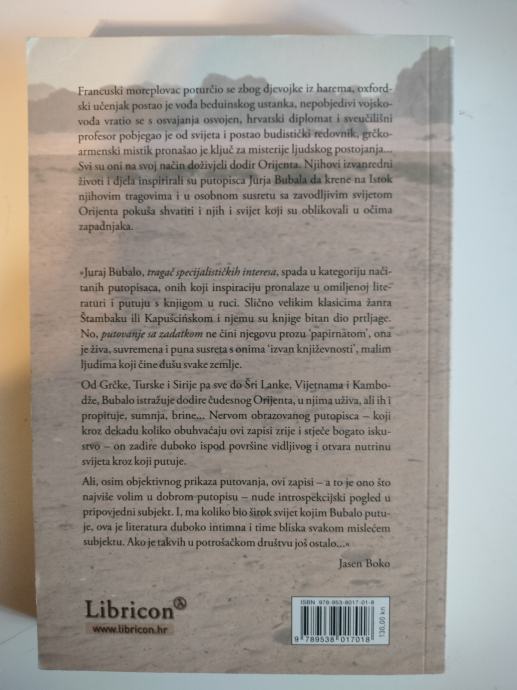 Francuski moreplovac poturčio se zbog djevojke iz harema, oxford-
ski učenjak postao je vođa beduinskog ustanka, nepobjedivi vojsko-
vođa vratio se s osvajanja osvojen, hrvatski diplomat i sveučilišni
profesor pobjegao je od svijeta i postao budistički redovnik, grčko-
armenski mistik pronašao je ključ za misterije ljudskog postojanja...
Svi su oni na svoj način doživjeli dodir Orijenta. Njihovi izvanredni
životi i djela inspirirali su putopisca Jurja Bubala da krene na Istok
njihovim tragovima i u osobnom susretu sa zavodljivim svijetom
Orijenta pokuša shvatiti i njih i svijet koji su oblikovali u očima
zapadnjaka.
»Juraj Bubalo, tragač specijalističkih interesa, spada u kategoriju nači-
tanih putopisaca, onih koji inspiraciju pronalaze u omiljenoj lite-
raturi i putuju s knjigom u ruci. Slično velikim klasicima žanra
Štambaku ili Kapuścińskom i njemu su knjige bitan dio prtljage.
No, putovanje sa zadatkom ne čini njegovu prozu 'papirnatom', ona
je živa, suvremena i puna susreta s onima 'izvan književnosti', malim
ljudima koji čine dušu svake zemlje.
Od Grčke, Turske i Sirije pa sve do Šri Lanke, Vijetnama i Kambo-
dže, Bubalo istražuje dodire čudesnog Orijenta, u njima uživa, ali ih i
propituje, sumnja, brine... Nervom obrazovanog putopisca – koji
kroz dekadu koliko obuhvaćaju ovi zapisi zrije i stječe bogato isku-
stvo – on zadire duboko ispod površine vidljivog i otvara nutrinu
svijeta kroz koji putuje.
Ali, osim objektivnog prikaza putovanja, ovi zapisi – a to je ono što
najviše volim u dobrom putopisu – nude introspekcijski pogled u
pripovjedni subjekt. I, ma koliko bio širok svijet kojim Bubalo putu-
je, ova je literatura duboko intimna i time bliska svakom mislećem
subjektu. Ako je takvih u potrošačkom društvu još ostalo...«
Jasen Boko
Libricon
www.libricon.hr
ISBN 978-953-8017-01-8
9 789538 017018
130,00 kn